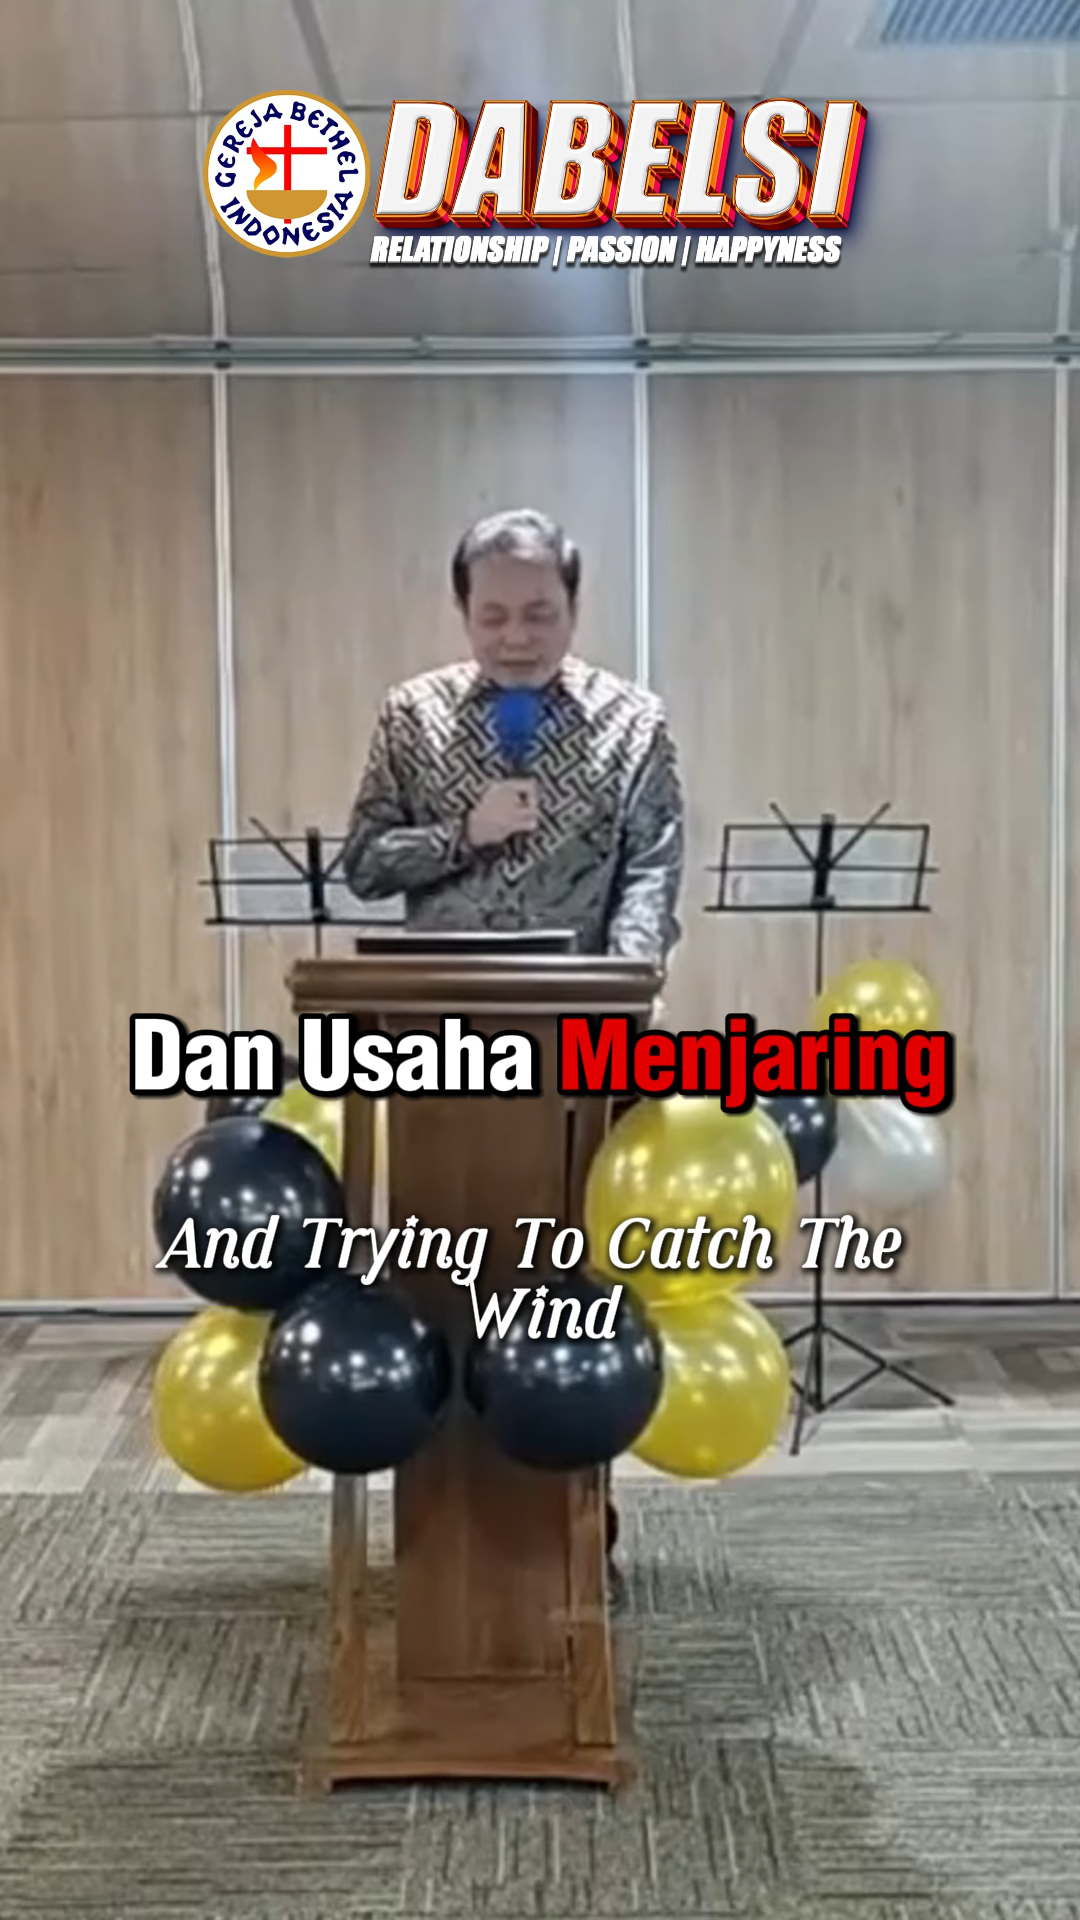 GEREJA BETHEL INDONESIA
DABELSI
RELATIONSHIP | PASSION | HAPPYNESS
Dan Usaha Menjaring
And Trying To Catch The
Wind